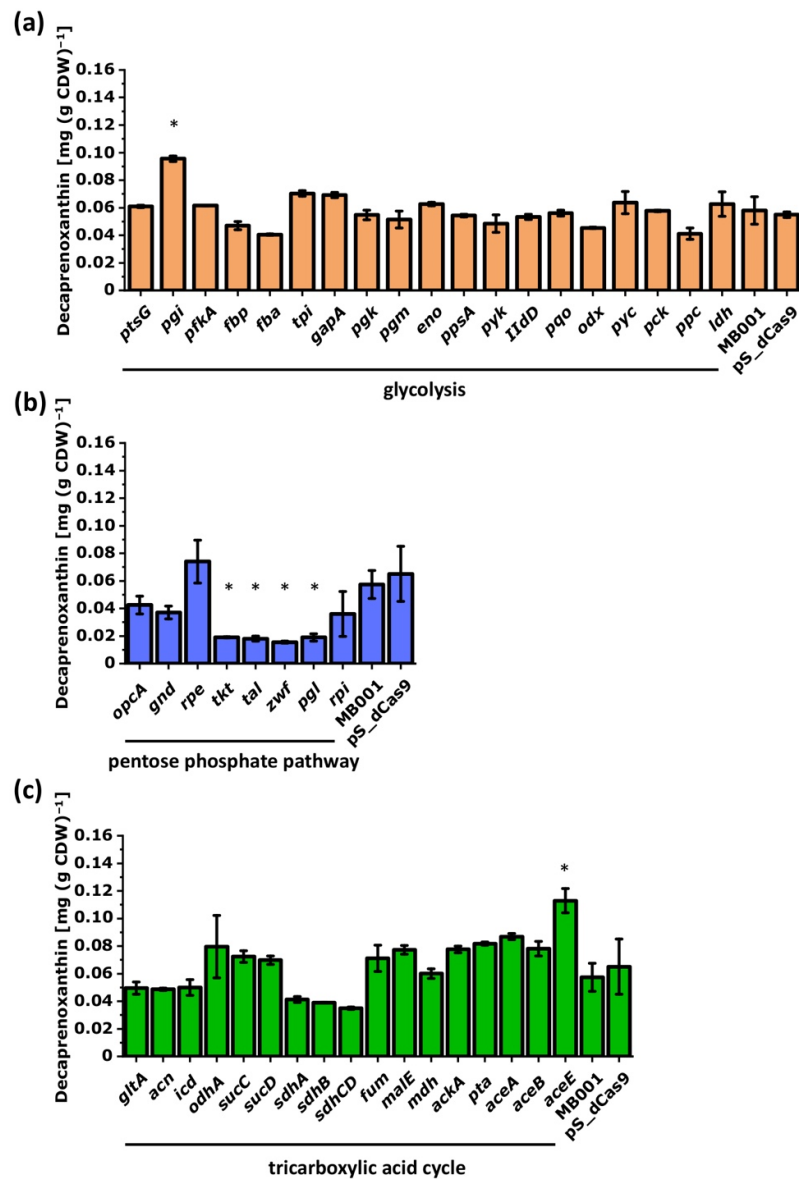 (a)
Decaprenoxanthin [mg (g CDW)⁻¹]
0.16
0.14
0.12
0.10
0.08
0.06
0.04
0.02
0
*
ptsG pgi pfkA fbp fba tpi gapA pgk pgm eno ppsA pyk IIdD pqo odx pyc pck ppc ldh MB001 pS_dCas9
glycolysis
(b)
Decaprenoxanthin [mg (g CDW)⁻¹]
0.16
0.14
0.12
0.10
0.08
0.06
0.04
0.02
0
* * * *
opcA gnd rpe tkt tal zwf pgl rpi MB001 pS_dCas9
pentose phosphate pathway
(c)
Decaprenoxanthin [mg (g CDW)⁻¹]
0.16
0.14
0.12
0.10
0.08
0.06
0.04
0.02
0
*
gltA acn icd odhA sucC sucD sdhA sdhB sdhCD fum malE mdh ackA pta aceA aceB aceE MB001 pS_dCas9
tricarboxylic acid cycle